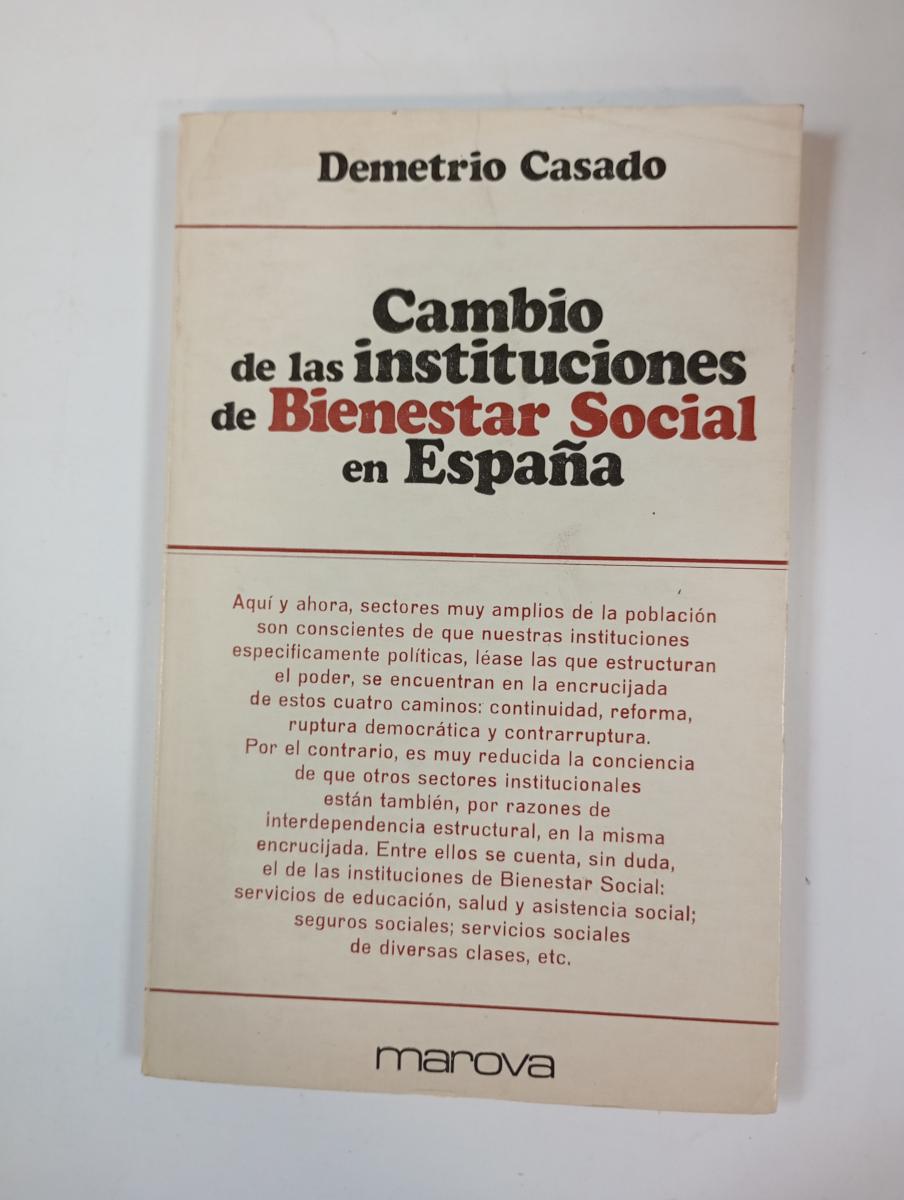 Demetrio Casado
Cambio
de las instituciones
de Bienestar Social
en España
Aquí y ahora, sectores muy amplios de la población
son conscientes de que nuestras instituciones
especificamente políticas, léase las que estructuran
el poder, se encuentran en la encrucijada
de estos cuatro caminos: continuidad, reforma,
ruptura democrática y contrarruptura.
Por el contrario, es muy reducida la conciencia
de que otros sectores institucionales
están también, por razones de
interdependencia estructural, en la misma
encrucijada. Entre ellos se cuenta, sin duda,
el de las instituciones de Bienestar Social:
servicios de educación, salud y asistencia social;
seguros sociales; servicios sociales
de diversas clases, etc.
marova